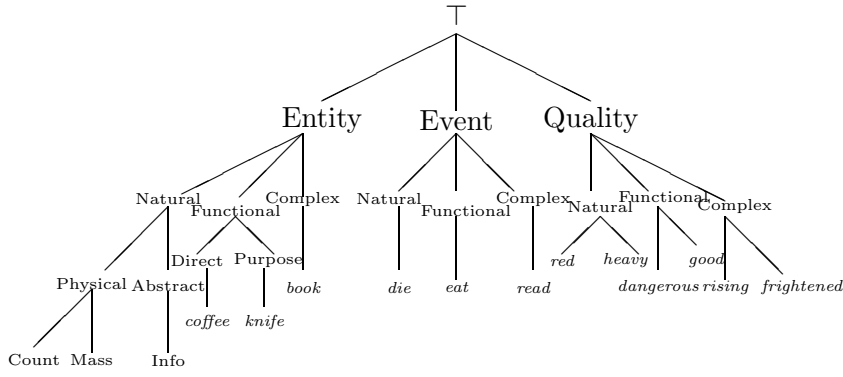 ⊤
Entity Event Quality
Natural Functional Complex Natural Functional Complex Natural Functional Complex
Direct Purpose red heavy good
Physical Abstract book die eat read dangerous rising frightened
coffee knife
Count Mass Info